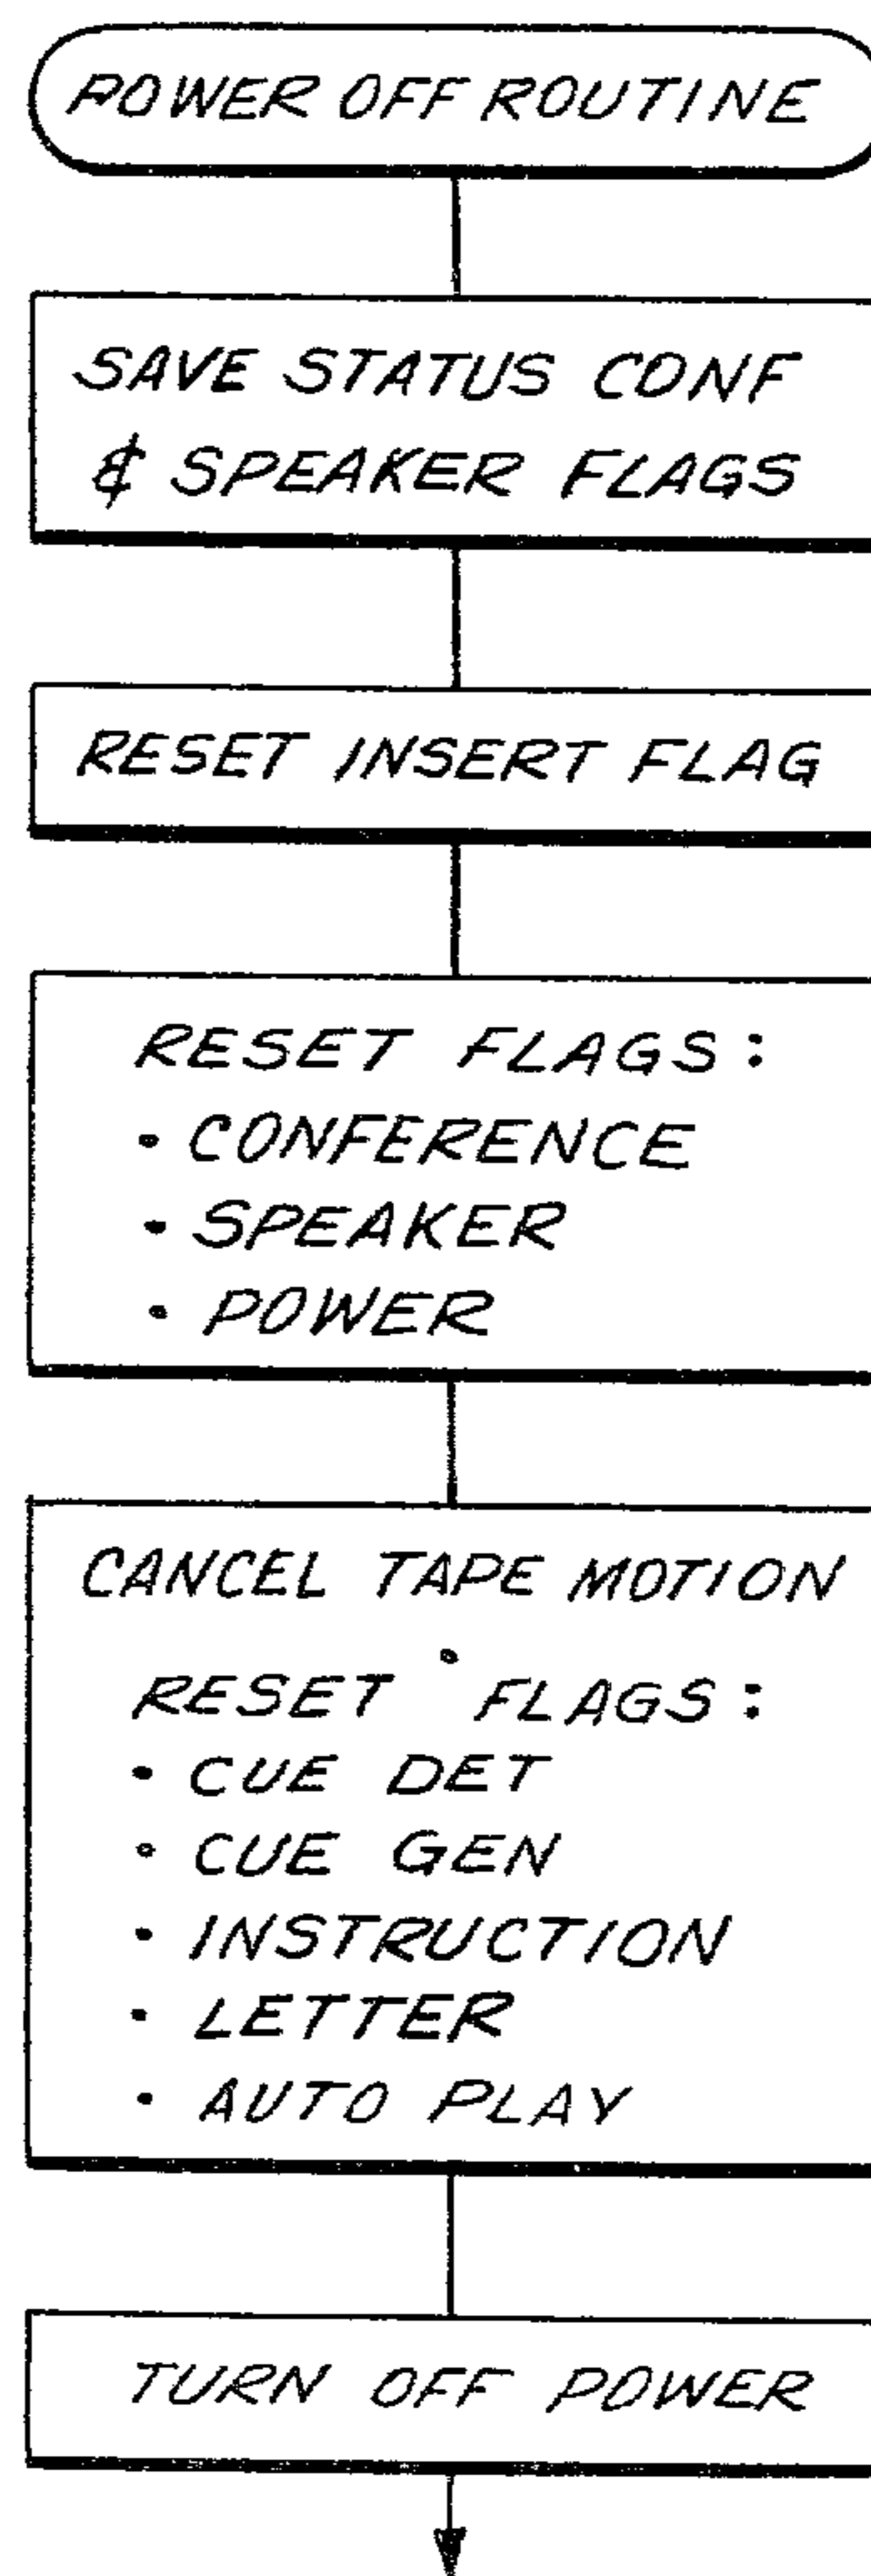 POWER OFF ROUTINE
SAVE STATUS CONF
& SPEAKER FLAGS
RESET INSERT FLAG
RESET FLAGS:
• CONFERENCE
• SPEAKER
• POWER
CANCEL TAPE MOTION
RESET FLAGS:
• CUE DET
• CUE GEN
• INSTRUCTION
• LETTER
• AUTO PLAY
TURN OFF POWER